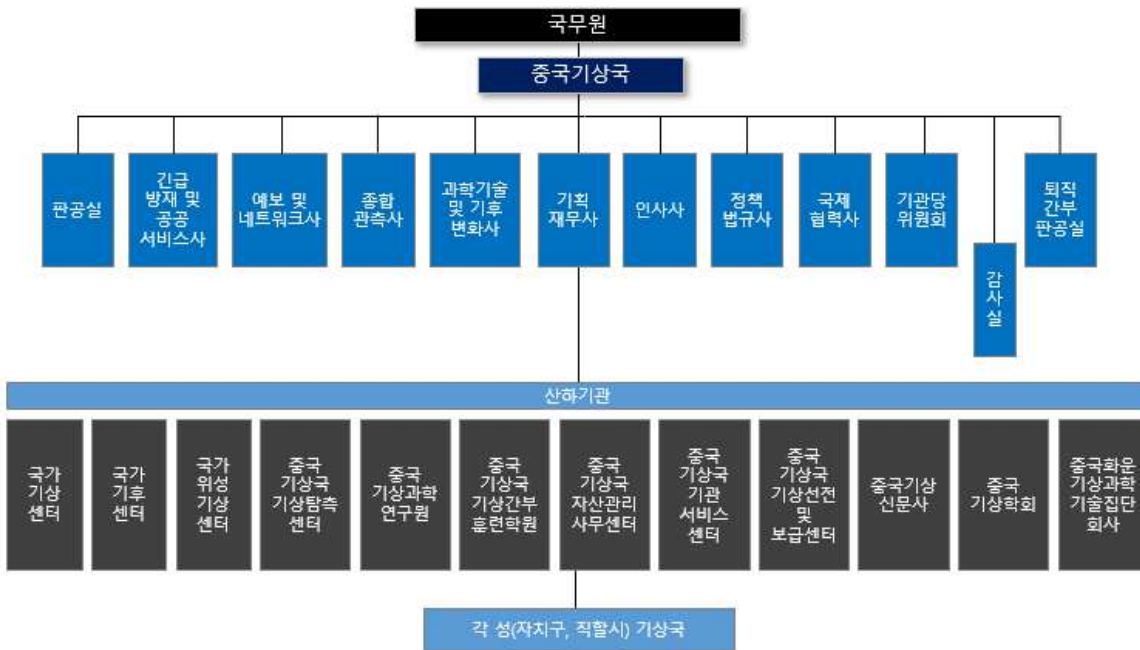 국무원
중국기상국
판공실
긴급
방재 및
공공
서비스사
예보 및
네트워크사
종합
관측사
과학기술
및 기후
변화사
기획
재무사
인사사
정책
법규사
국제
협력사
기관당
위원회
감
사
실
퇴직
간부
판공실
산하기관
국가
기상
센터
국가
기후
센터
국가
위성
기상
센터
중국
기상국
기상탐측
센터
중국
기상과학
연구원
중국
기상국
기상간부
훈련학원
중국
기상국
자산관리
사무센터
중국
기상국
기관
서비스
센터
중국
기상국
기상선전
및
보급센터
중국기상
신문사
중국
기상학회
중국화운
기상과학
기술집단
회사
각 성(자치구, 직할시) 기상국